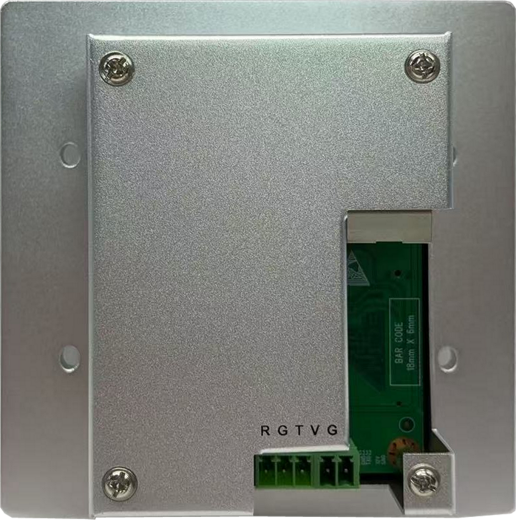 BAR CODE
18mm X 6mm
R G T V G